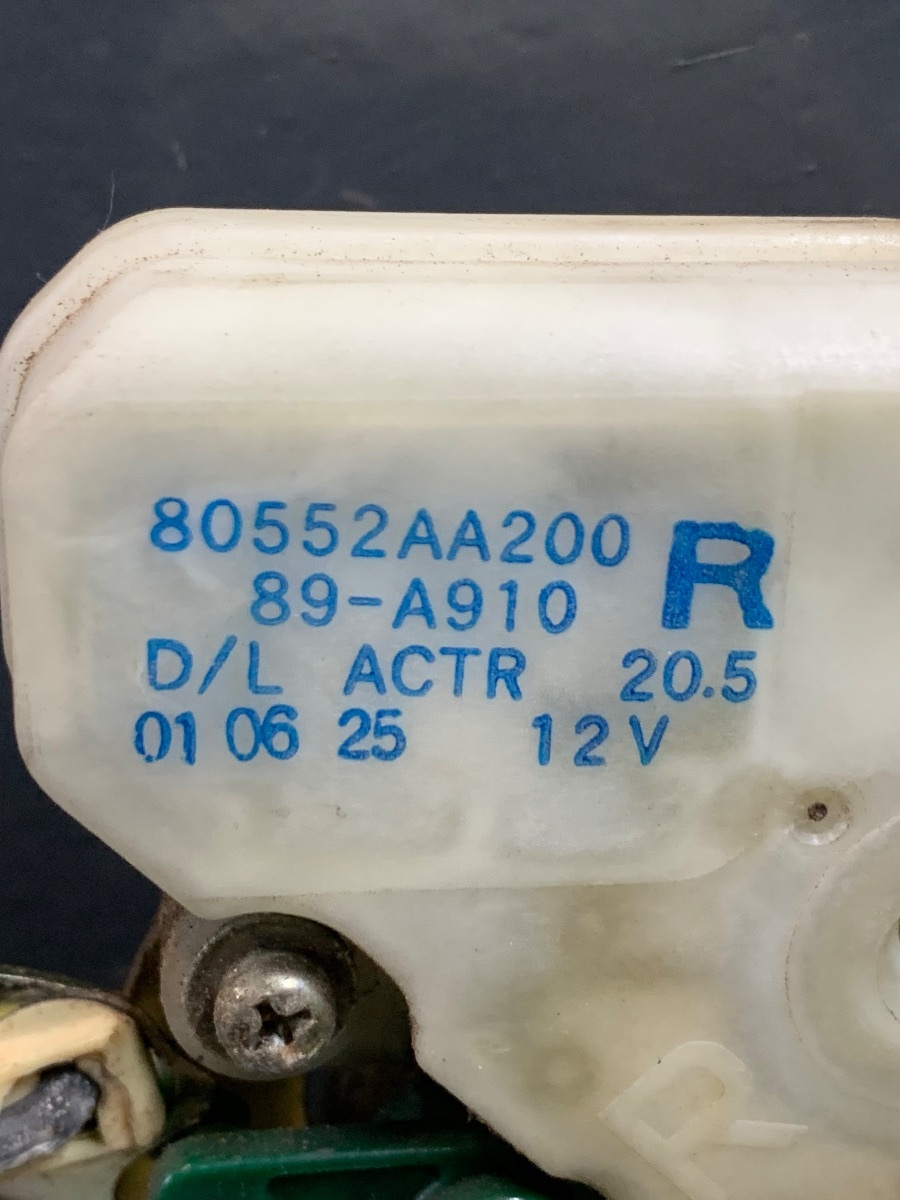 80552AA200
89-A910 R
D/L ACTR 20.5
01 06 25 12V
R